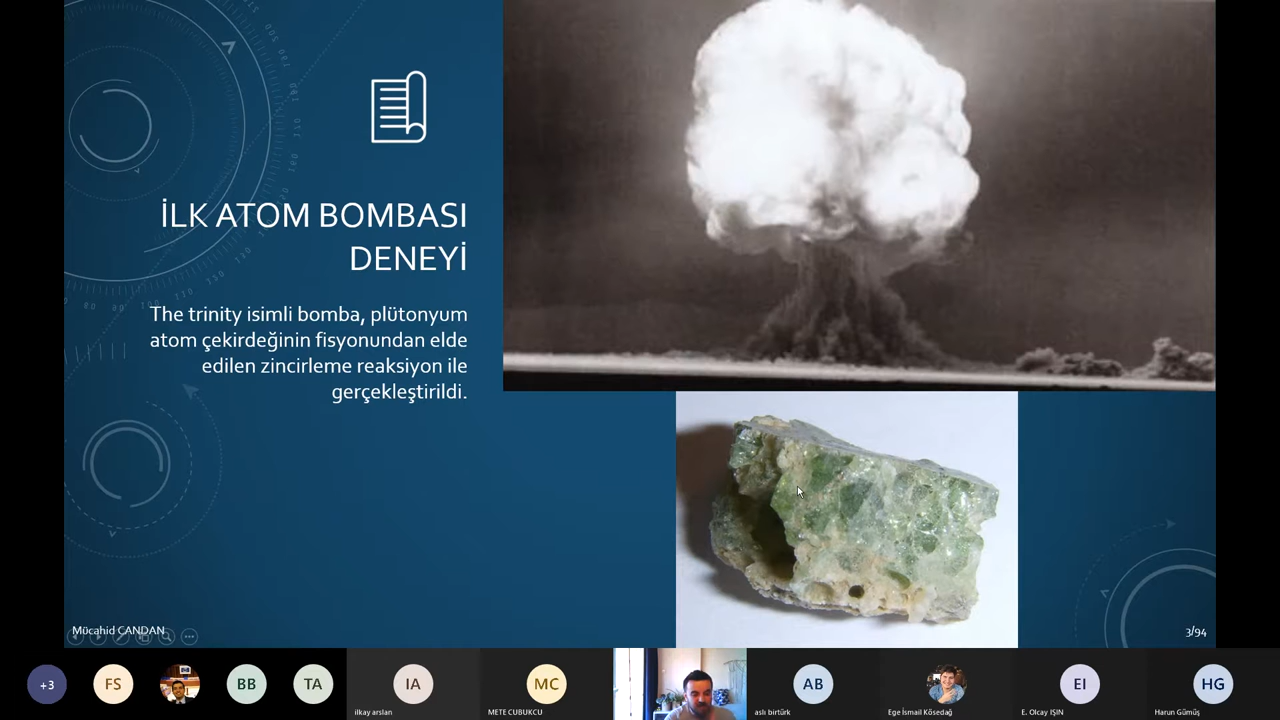 İLK ATOM BOMBASI
DENEYİ
The trinity isimli bomba, plütonyum
atom çekirdeğinin fisyonundan elde
edilen zincirleme reaksiyon ile
gerçekleştirildi.
Mücahid CANDAN
3/94
+3
FS
BB
TA
IA
MC
AB
EI
HG
ilkay arslan
METE CUBUKCU
aslı birtürk
Ege İsmail Kösedağ
E. Olcay IŞIN
Harun Gümüş